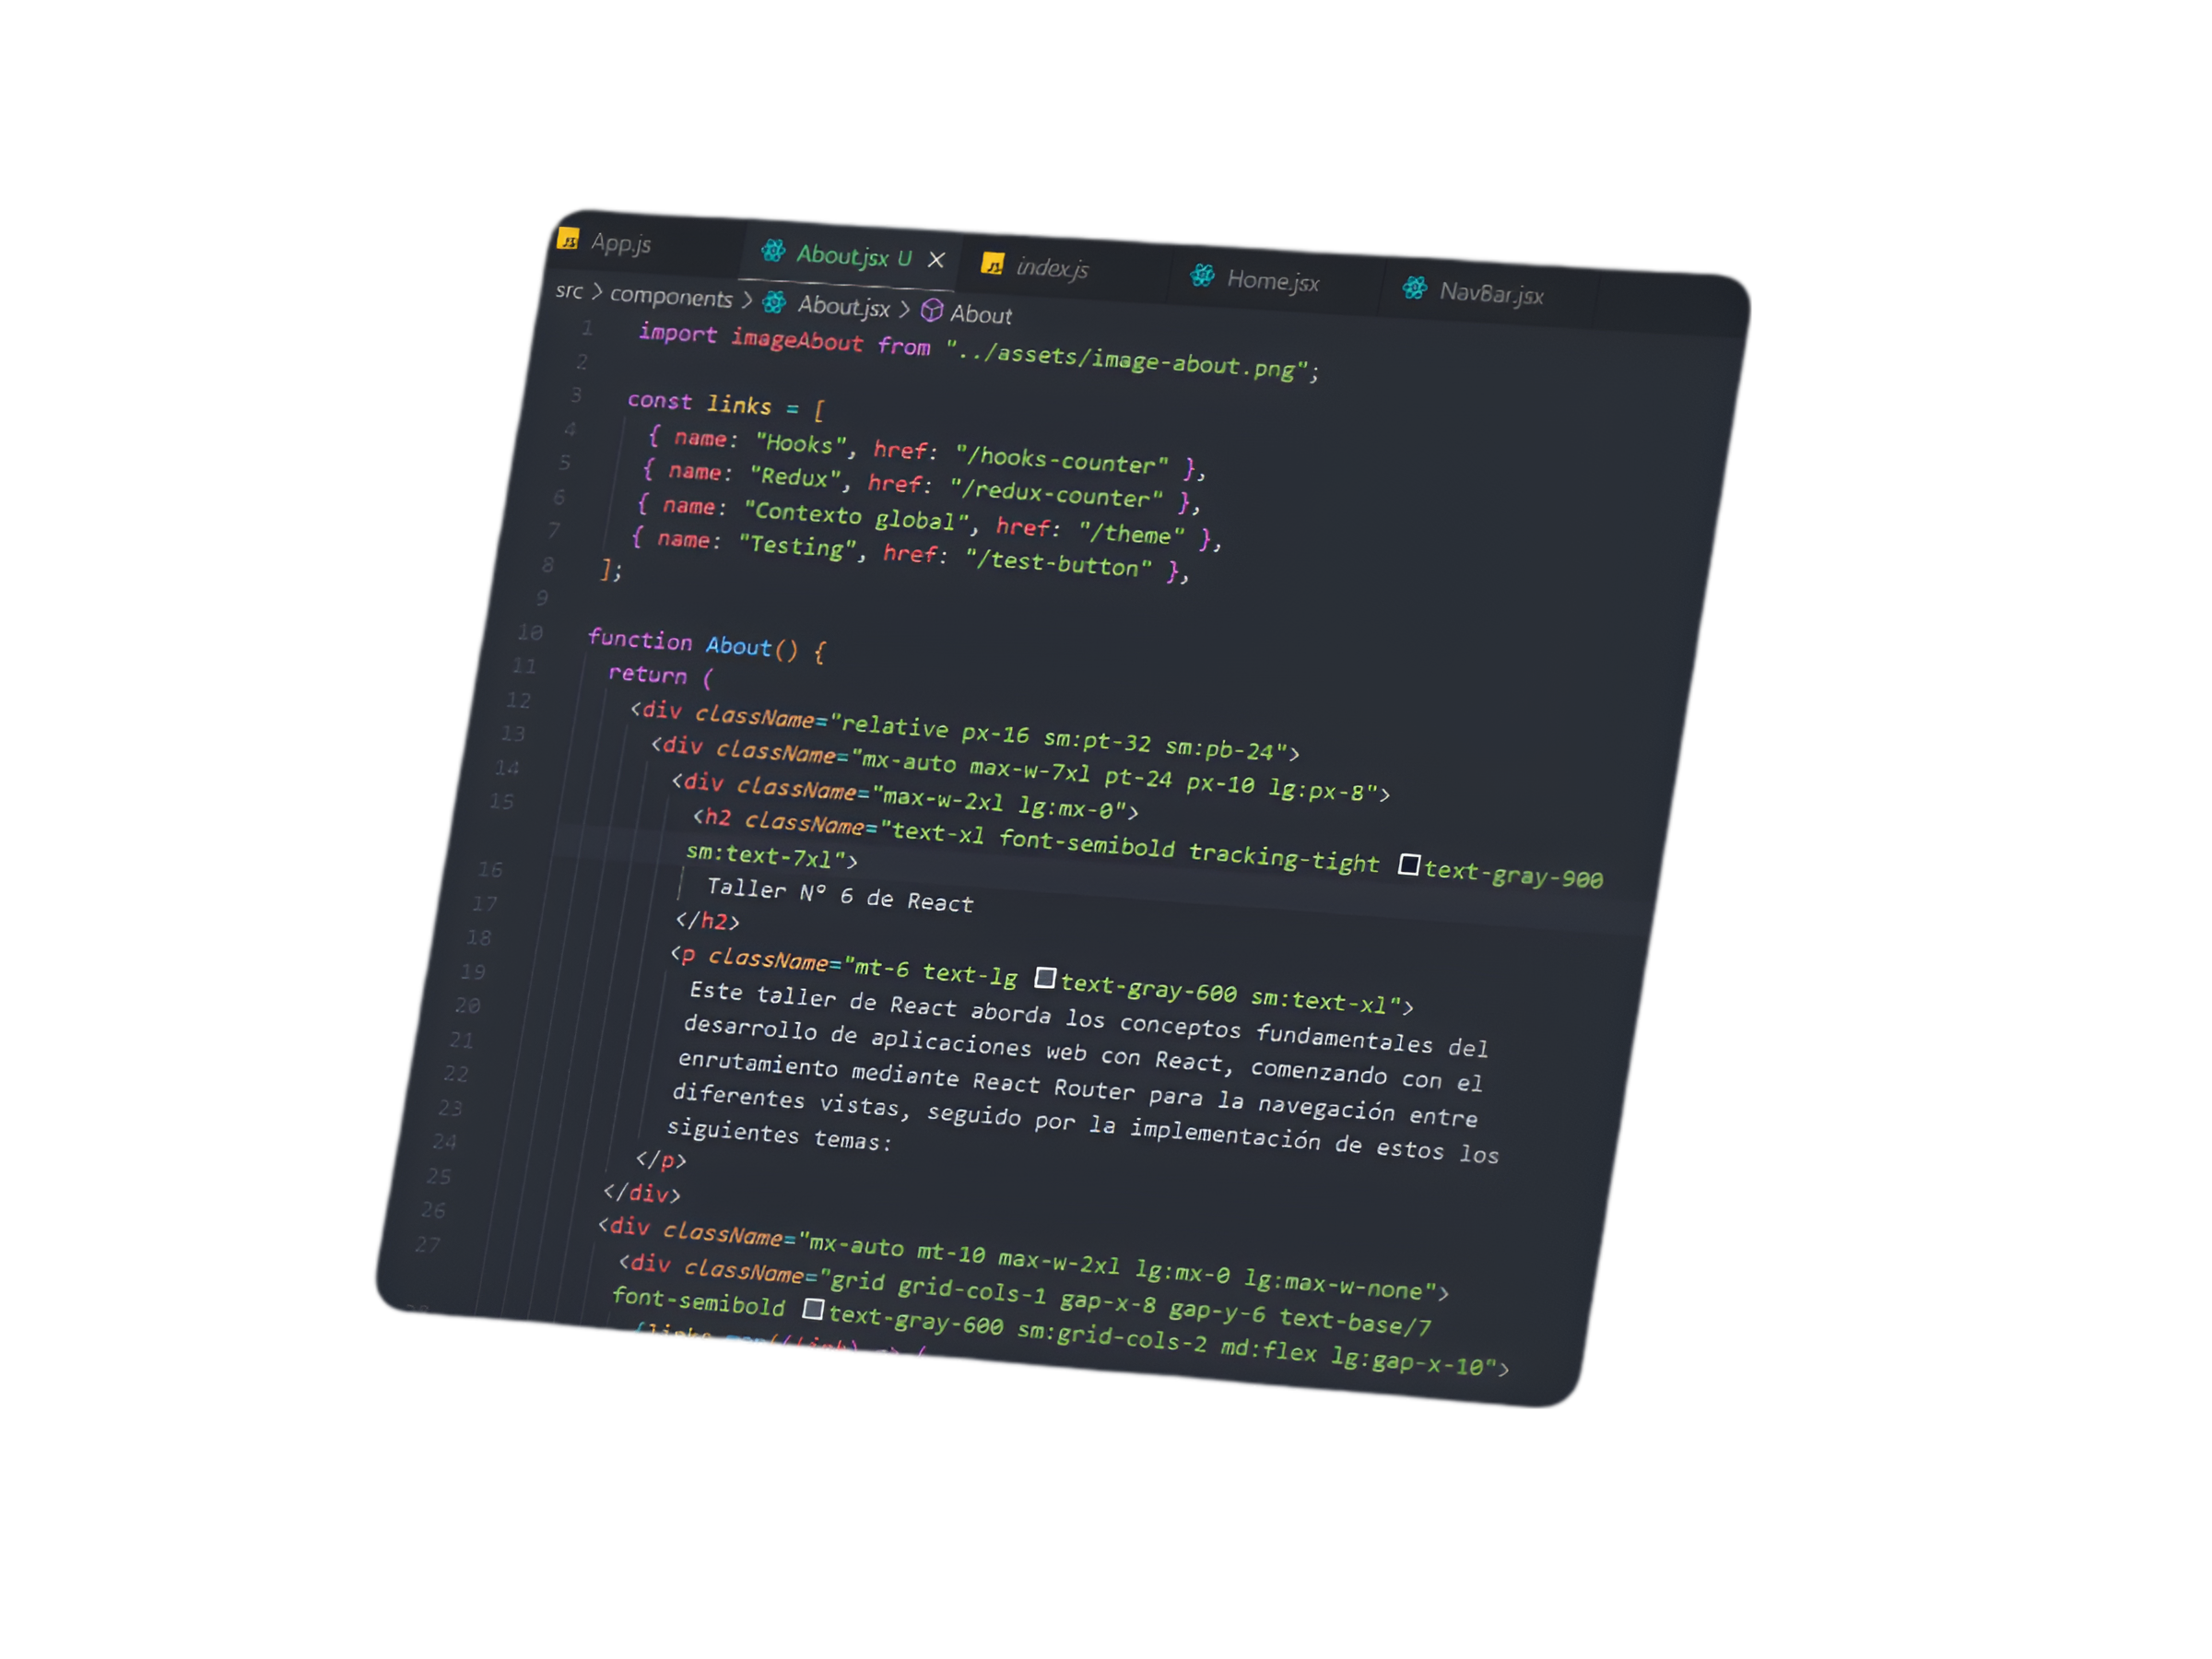 App.js About.jsx U index.js Home.jsx NavBar.jsx
src > components > About.jsx > About
1 import imageAbout from "../assets/image-about.png";
2
3 const links = [
4 { name: "Hooks", href: "/hooks-counter" },
5 { name: "Redux", href: "/redux-counter" },
6 { name: "Contexto global", href: "/theme" },
7 { name: "Testing", href: "/test-button" },
8 ];
9
10 function About() {
11 return (
12 <div className="relative px-16 sm:pt-32 sm:pb-24">
13 <div className="mx-auto max-w-7xl pt-24 px-10 lg:px-8">
14 <div className="max-w-2xl lg:mx-0">
15 <h2 className="text-xl font-semibold tracking-tight text-gray-900
sm:text-7xl">
16 Taller N° 6 de React
17 </h2>
18 <p className="mt-6 text-lg text-gray-600 sm:text-xl">
19 Este taller de React aborda los conceptos fundamentales del
20 desarrollo de aplicaciones web con React, comenzando con el
21 enrutamiento mediante React Router para la navegación entre
22 diferentes vistas, seguido por la implementación de estos los
23 siguientes temas:
24 </p>
25 </div>
26 <div className="mx-auto mt-10 max-w-2xl lg:mx-0 lg:max-w-none">
27 <div className="grid grid-cols-1 gap-x-8 gap-y-6 text-base/7
font-semibold text-gray-600 sm:grid-cols-2 md:flex lg:gap-x-10">